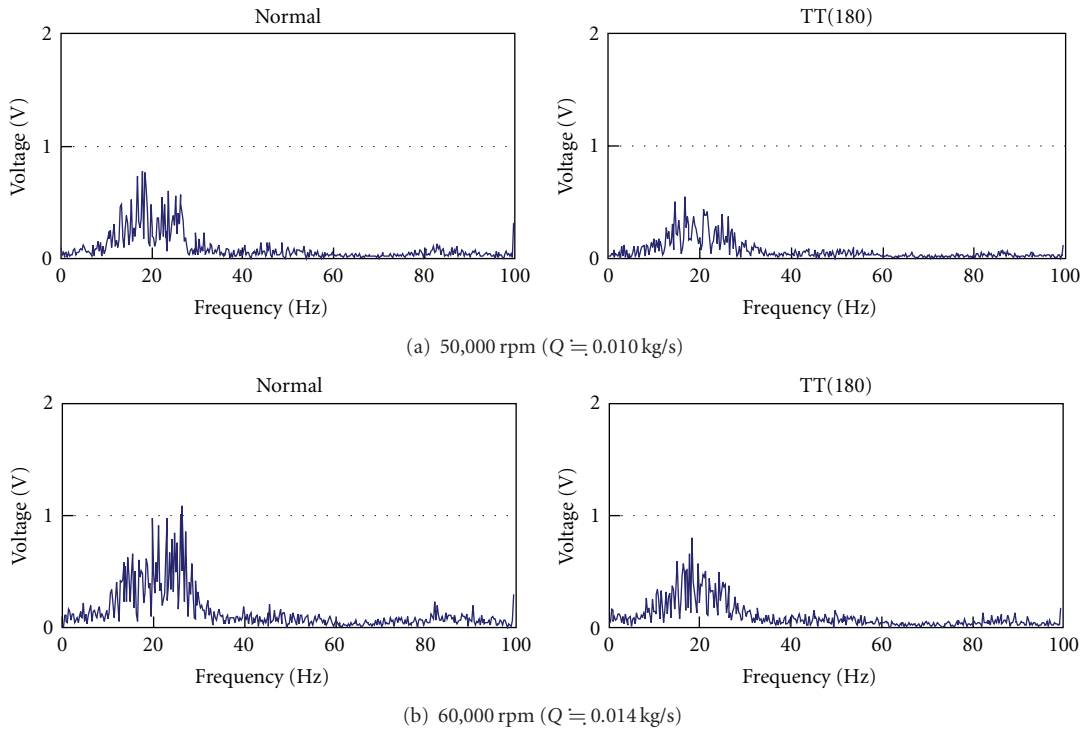 Normal
TT(180)
2
1
0
Voltage (V)
0 20 40 60 80 100
Frequency (Hz)
2
1
0
Voltage (V)
0 20 40 60 80 100
Frequency (Hz)
(a) 50,000 rpm (Q ≒ 0.010 kg/s)
Normal
TT(180)
2
1
0
Voltage (V)
0 20 40 60 80 100
Frequency (Hz)
2
1
0
Voltage (V)
0 20 40 60 80 100
Frequency (Hz)
(b) 60,000 rpm (Q ≒ 0.014 kg/s)